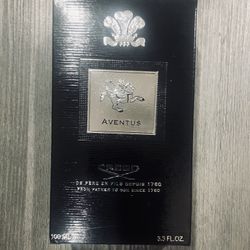 AVENTUS
CREED
DE PÈRE EN FILS DEPUIS 1760
FROM FATHER TO SON SINCE 1760
100 ML
3.3 FL.OZ.